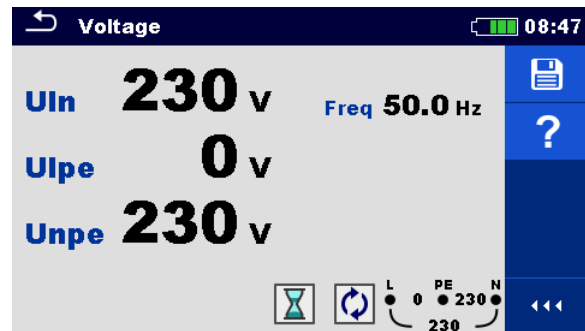 Voltage 08:47
Uln 230 V Freq 50.0 Hz
?
Ulpe 0 V
Unpe 230 V
L PE N
0 230
230